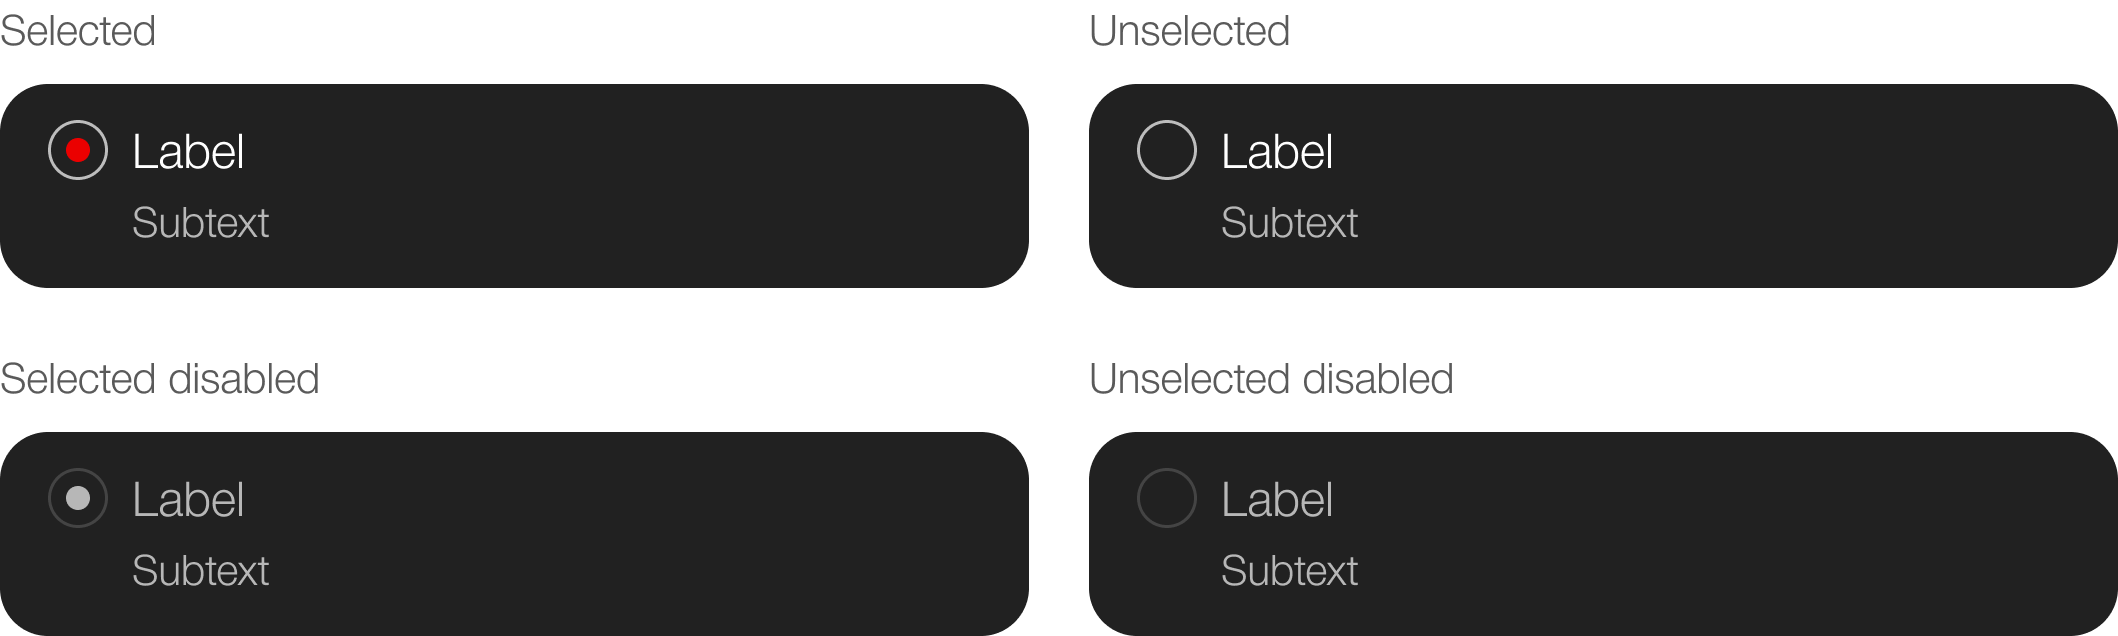 Selected
Label
Subtext
Unselected
Label
Subtext
Selected disabled
Label
Subtext
Unselected disabled
Label
Subtext